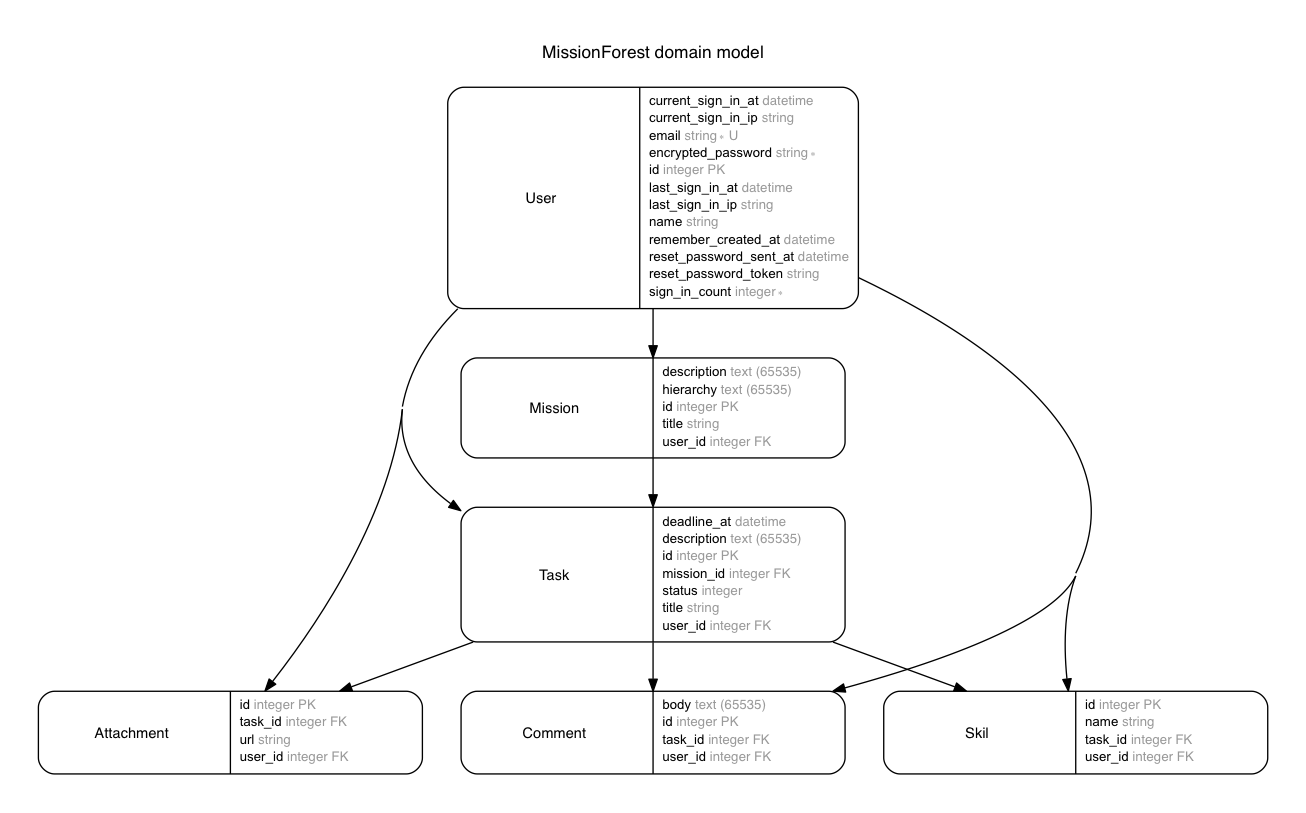 MissionForest domain model
User
current_sign_in_at datetime
current_sign_in_ip string
email string∗ U
encrypted_password string ∗
id integer PK
last_sign_in_at datetime
last_sign_in_ip string
name string
remember_created_at datetime
reset_password_sent_at datetime
reset_password_token string
sign_in_count integer ∗
Mission
description text (65535)
hierarchy text (65535)
id integer PK
title string
user_id integer FK
Task
deadline_at datetime
description text (65535)
id integer PK
mission_id integer FK
status integer
title string
user_id integer FK
Attachment
id integer PK
task_id integer FK
url string
user_id integer FK
Comment
body text (65535)
id integer PK
task_id integer FK
user_id integer FK
Skil
id integer PK
name string
task_id integer FK
user_id integer FK